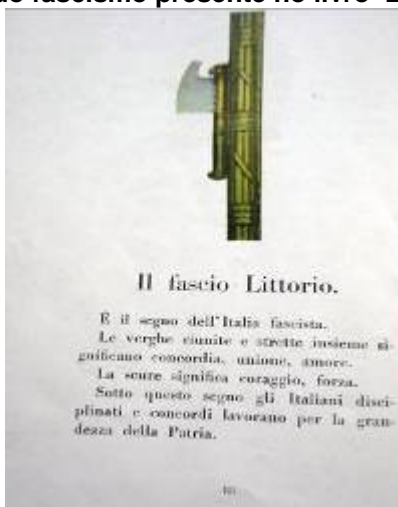 do fascismo presente no livro
Il fascio Littorio.
È il segno dell'Italia fascista.
Le verghe riunite e strette insieme si-
gnificano concordia, unione, amore.
La scure significa coraggio, forza.
Sotto questo segno gli Italiani disci-
plinati e concordi lavorano per la gran-
dezza della Patria.